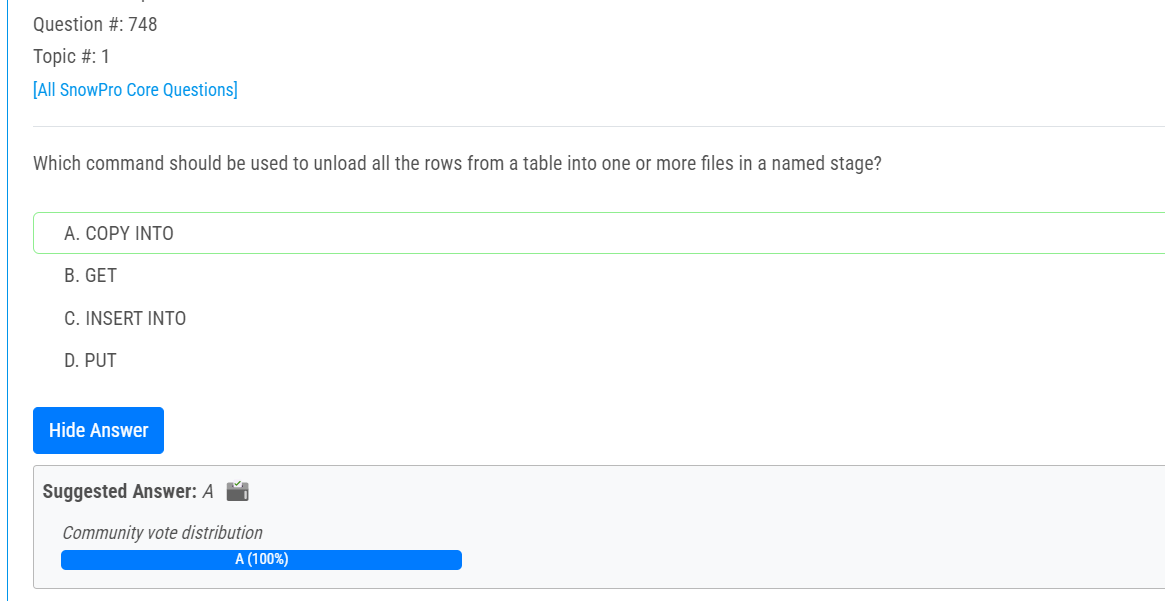 Question #: 748
Topic #: 1
[All SnowPro Core Questions]
Which command should be used to unload all the rows from a table into one or more files in a named stage?
A. COPY INTO
B. GET
C. INSERT INTO
D. PUT
Hide Answer
Suggested Answer: A
Community vote distribution
A (100%)